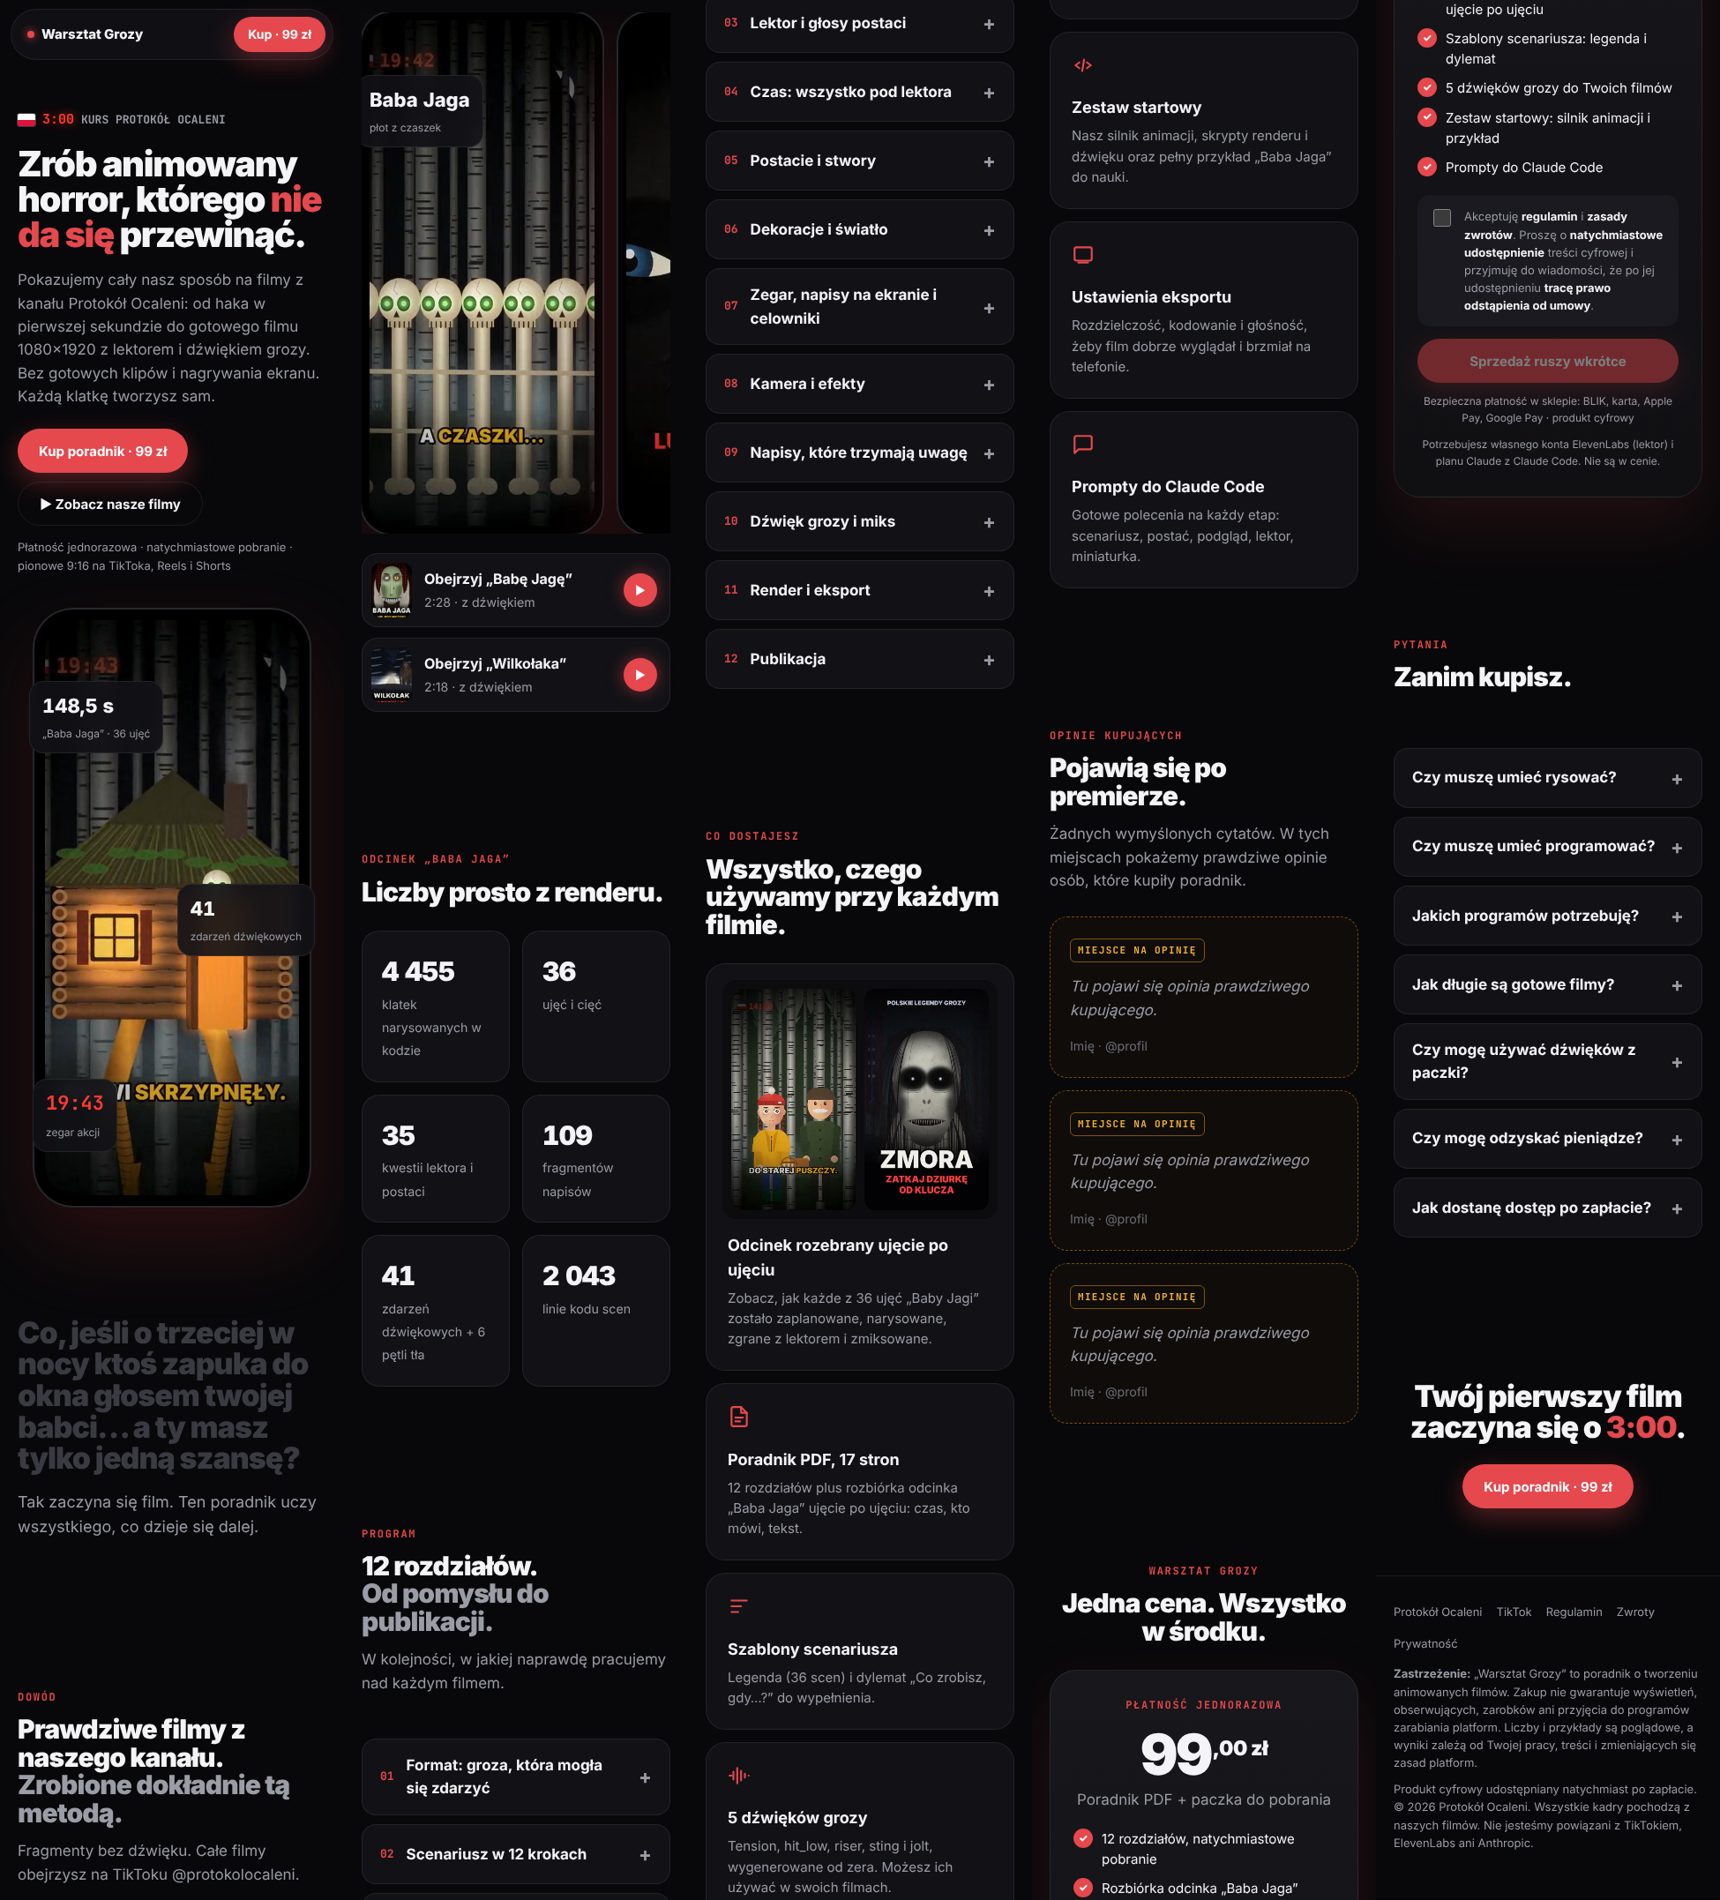 Warsztat Grozy
Kup · 99 zł
3:00 KURS PROTOKÓŁ OCALENI
Zrób animowany
horror, którego nie
da się przewinąć.
Pokazujemy cały nasz sposób na filmy z
kanału Protokół Ocaleni: od haka w
pierwszej sekundzie do gotowego filmu
1080×1920 z lektorem i dźwiękiem grozy.
Bez gotowych klipów i nagrywania ekranu.
Każdą klatkę tworzysz sam.
Kup poradnik · 99 zł
▶ Zobacz nasze filmy
Płatność jednorazowa · natychmiastowe pobranie ·
pionowe 9:16 na TikToka, Reels i Shorts
19:43
148,5 s
„Baba Jaga” · 36 ujęć
41
zdarzeń dźwiękowych
SKRZYPNĘŁY.
19:43
zegar akcji
Co, jeśli o trzeciej w
nocy ktoś zapuka do
okna głosem twojej
babci… a ty masz
tylko jedną szansę?
Tak zaczyna się film. Ten poradnik uczy
wszystkiego, co dzieje się dalej.
DOWÓD
Prawdziwe filmy z
naszego kanału.
Zrobione dokładnie tą
metodą.
Fragmenty bez dźwięku. Całe filmy
obejrzysz na TikToku @protokolocaleni.
19:42
Baba Jaga
płot z czaszek
A CZASZKI…
Obejrzyj „Babę Jagę”
2:28 · z dźwiękiem
BABA JAGA
Obejrzyj „Wilkołaka”
2:18 · z dźwiękiem
WILKOŁAK
ODCINEK „BABA JAGA”
Liczby prosto z renderu.
4 455
klatek
narysowanych w
kodzie
36
ujęć i cięć
35
kwestii lektora i
postaci
109
fragmentów
napisów
41
zdarzeń
dźwiękowych + 6
pętli tła
2 043
linie kodu scen
PROGRAM
12 rozdziałów.
Od pomysłu do
publikacji.
W kolejności, w jakiej naprawdę pracujemy
nad każdym filmem.
01 Format: groza, która mogła
się zdarzyć
02 Scenariusz w 12 krokach
03 Lektor i głosy postaci
04 Czas: wszystko pod lektora
05 Postacie i stwory
06 Dekoracje i światło
07 Zegar, napisy na ekranie i
celowniki
08 Kamera i efekty
09 Napisy, które trzymają uwagę
10 Dźwięk grozy i miks
11 Render i eksport
12 Publikacja
CO DOSTAJESZ
Wszystko, czego
używamy przy każdym
filmie.
DO STAREJ PUSZCZY.
POLSKIE LEGENDY GROZY
ZMORA
ZATKAJ DZIURKĘ
OD KLUCZA
Odcinek rozebrany ujęcie po
ujęciu
Zobacz, jak każde z 36 ujęć „Baby Jagi”
zostało zaplanowane, narysowane,
zgrane z lektorem i zmiksowane.
Poradnik PDF, 17 stron
12 rozdziałów plus rozbiórka odcinka
„Baba Jaga” ujęcie po ujęciu: czas, kto
mówi, tekst.
Szablony scenariusza
Legenda (36 scen) i dylemat „Co zrobisz,
gdy…?” do wypełnienia.
5 dźwięków grozy
Tension, hit_low, riser, sting i jolt,
wygenerowane od zera. Możesz ich
używać w swoich filmach.
Zestaw startowy
Nasz silnik animacji, skrypty renderu i
dźwięku oraz pełny przykład „Baba Jaga”
do nauki.
Ustawienia eksportu
Rozdzielczość, kodowanie i głośność,
żeby film dobrze wyglądał i brzmiał na
telefonie.
Prompty do Claude Code
Gotowe polecenia na każdy etap:
scenariusz, postać, podgląd, lektor,
miniaturka.
OPINIE KUPUJĄCYCH
Pojawią się po
premierze.
Żadnych wymyślonych cytatów. W tych
miejscach pokażemy prawdziwe opinie
osób, które kupiły poradnik.
MIEJSCE NA OPINIĘ
Tu pojawi się opinia prawdziwego
kupującego.
Imię · @profil
MIEJSCE NA OPINIĘ
Tu pojawi się opinia prawdziwego
kupującego.
Imię · @profil
MIEJSCE NA OPINIĘ
Tu pojawi się opinia prawdziwego
kupującego.
Imię · @profil
WARSZTAT GROZY
Jedna cena. Wszystko
w środku.
PŁATNOŚĆ JEDNORAZOWA
99,00 zł
Poradnik PDF + paczka do pobrania
12 rozdziałów, natychmiastowe
pobranie
Rozbiórka odcinka „Baba Jaga”
ujęcie po ujęciu
Szablony scenariusza: legenda i
dylemat
5 dźwięków grozy do Twoich filmów
Zestaw startowy: silnik animacji i
przykład
Prompty do Claude Code
Akceptuję regulamin i zasady
zwrotów. Proszę o natychmiastowe
udostępnienie treści cyfrowej i
przyjmuję do wiadomości, że po jej
udostępnieniu tracę prawo
odstąpienia od umowy.
Sprzedaż ruszy wkrótce
Bezpieczna płatność w sklepie: BLIK, karta, Apple
Pay, Google Pay · produkt cyfrowy
Potrzebujesz własnego konta ElevenLabs (lektor) i
planu Claude z Claude Code. Nie są w cenie.
PYTANIA
Zanim kupisz.
Czy muszę umieć rysować?
Czy muszę umieć programować?
Jakich programów potrzebuję?
Jak długie są gotowe filmy?
Czy mogę używać dźwięków z
paczki?
Czy mogę odzyskać pieniądze?
Jak dostanę dostęp po zapłacie?
Twój pierwszy film
zaczyna się o 3:00.
Kup poradnik · 99 zł
Protokół Ocaleni TikTok Regulamin Zwroty
Prywatność
Zastrzeżenie: „Warsztat Grozy” to poradnik o tworzeniu
animowanych filmów. Zakup nie gwarantuje wyświetleń,
obserwujących, zarobków ani przyjęcia do programów
zarabiania platform. Liczby i przykłady są poglądowe, a
wyniki zależą od Twojej pracy, treści i zmieniających się
zasad platform.
Produkt cyfrowy udostępniany natychmiast po zapłacie.
© 2026 Protokół Ocaleni. Wszystkie kadry pochodzą z
naszych filmów. Nie jesteśmy powiązani z TikTokiem,
ElevenLabs ani Anthropic.